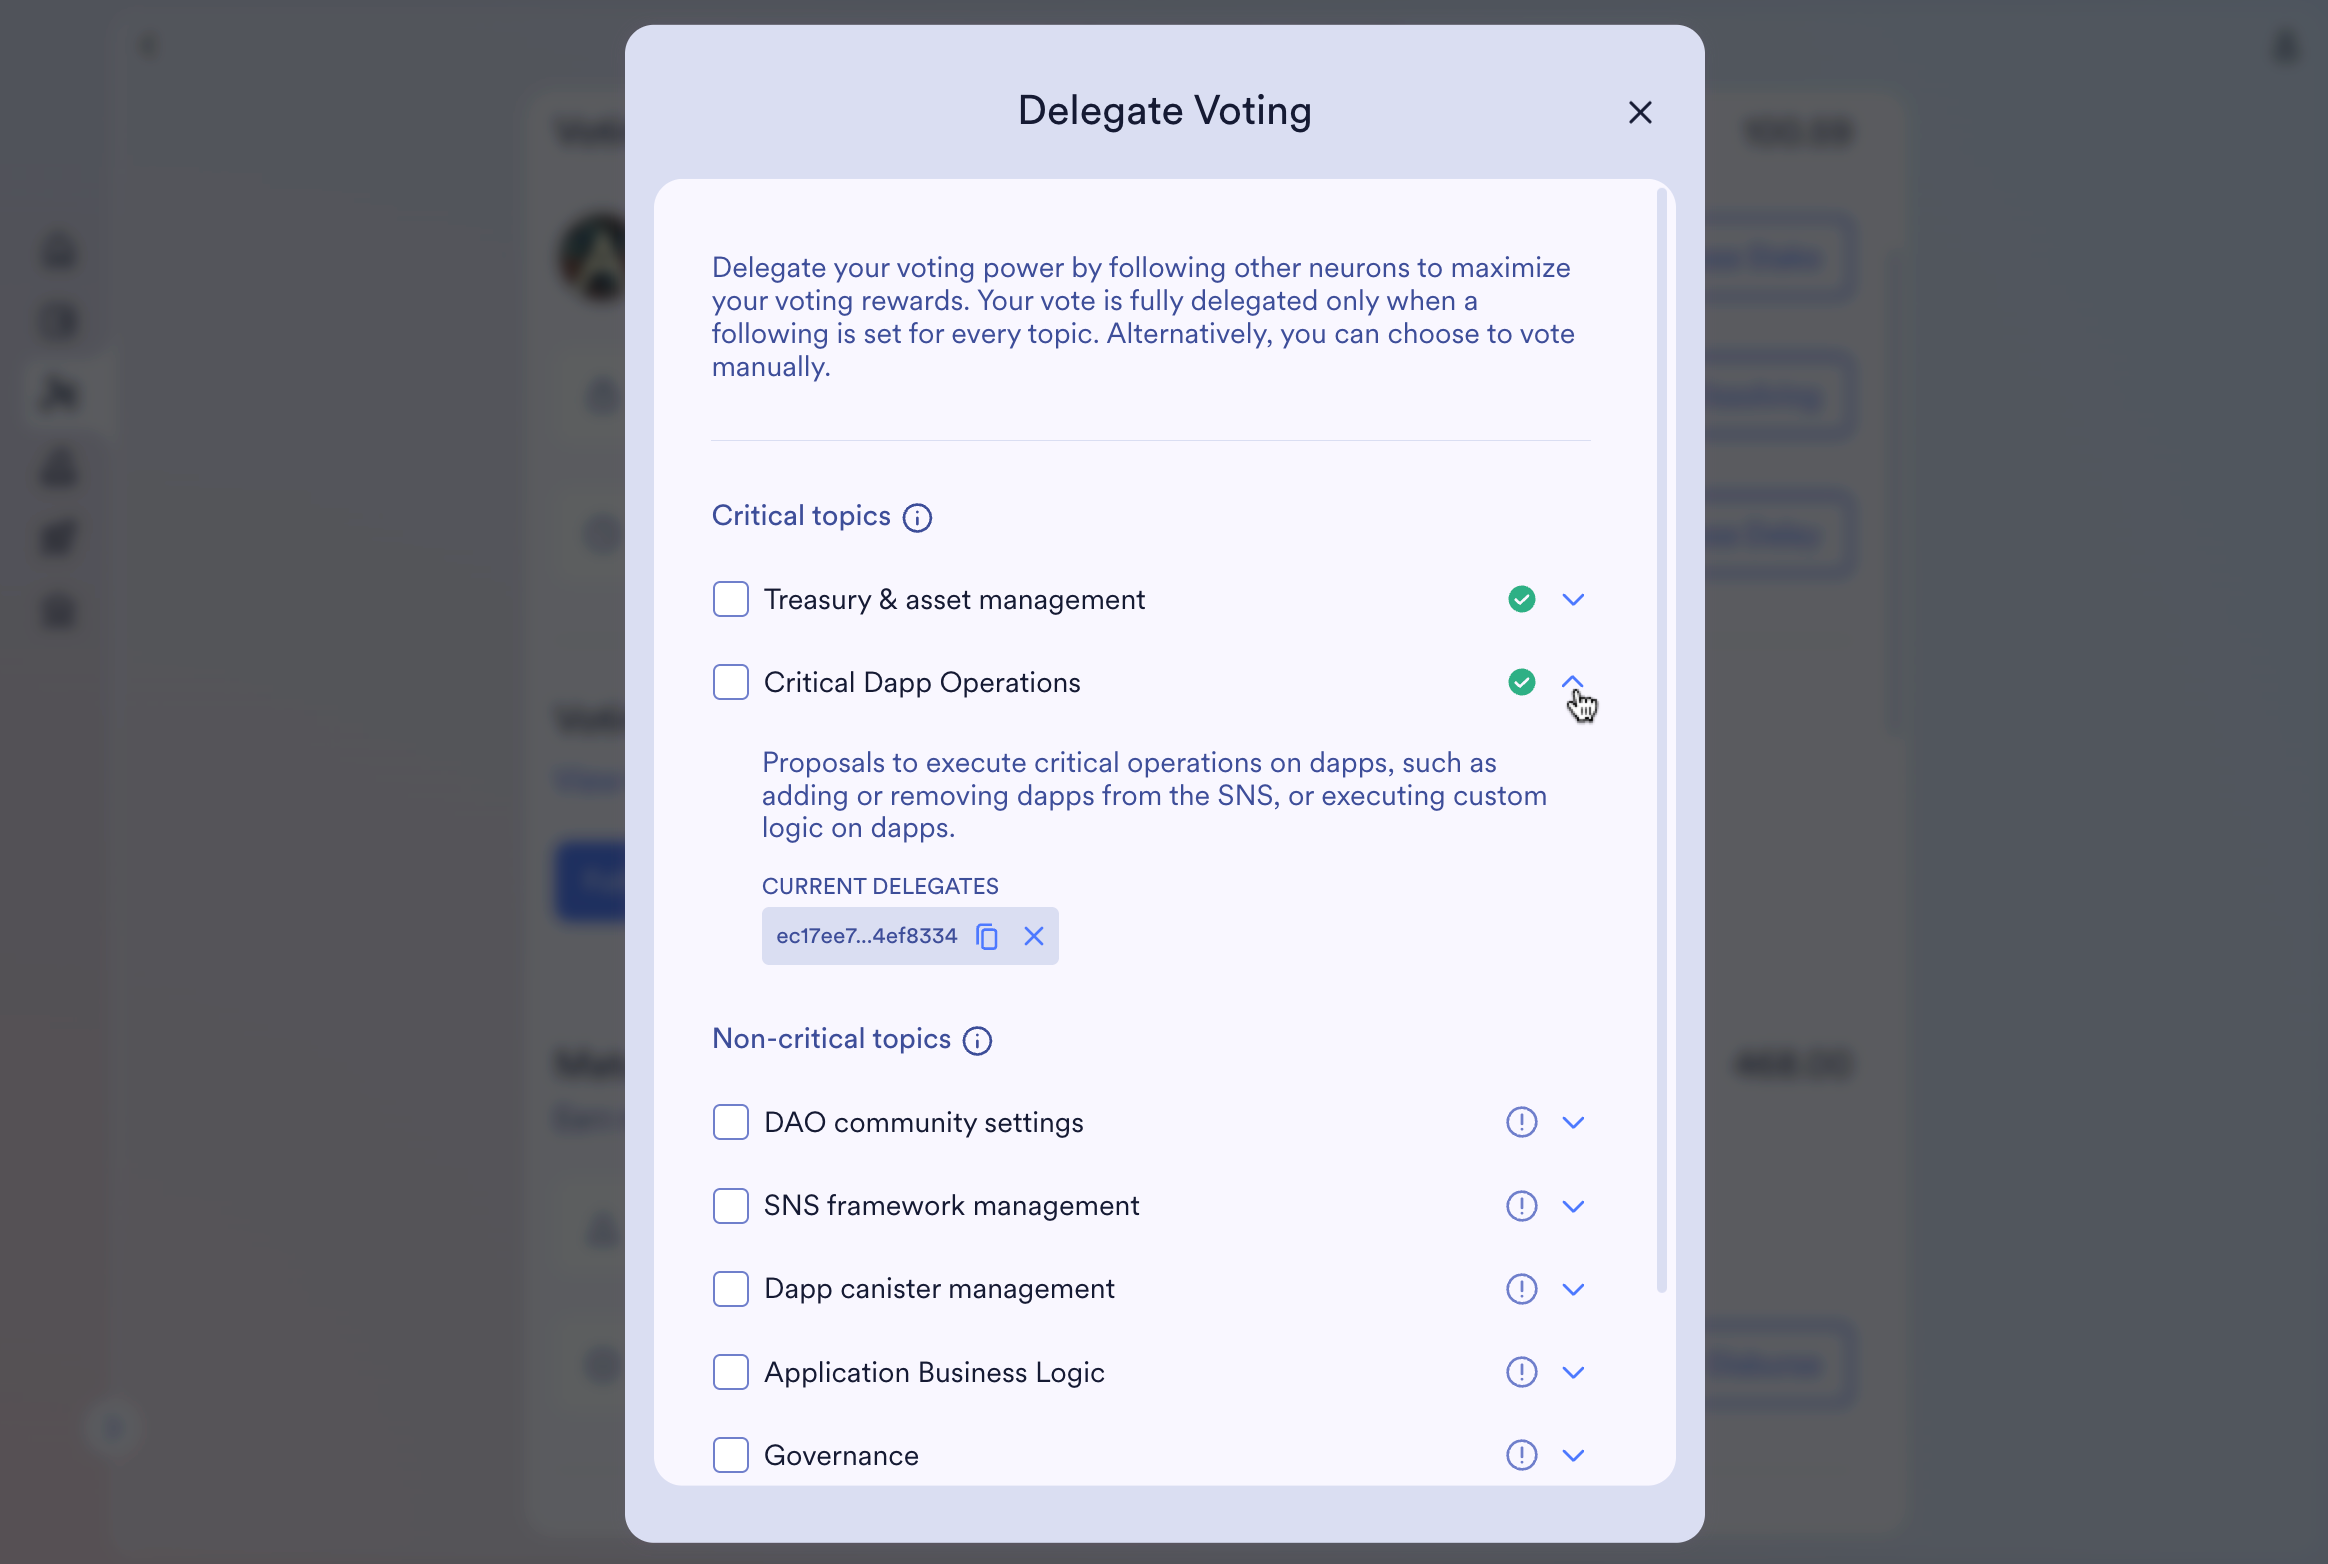 Delegate Voting
Delegate your voting power by following other neurons to maximize
your voting rewards. Your vote is fully delegated only when a
following is set for every topic. Alternatively, you can choose to vote
manually.
Critical topics
Treasury & asset management
Critical Dapp Operations
Proposals to execute critical operations on dapps, such as
adding or removing dapps from the SNS, or executing custom
logic on dapps.
CURRENT DELEGATES
ec17ee7...4ef8334
Non-critical topics
DAO community settings
SNS framework management
Dapp canister management
Application Business Logic
Governance